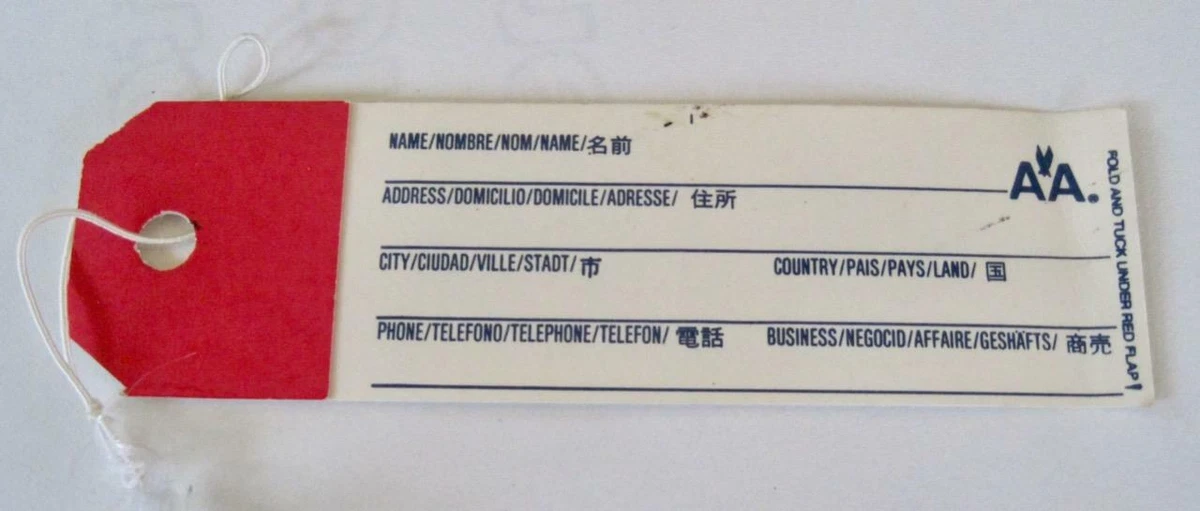 NAME/NOMBRE/NOM/NAME/名前
ADDRESS/DOMICILIO/DOMICILE/ADRESSE/ 住所
AA®
CITY/CIUDAD/VILLE/STADT/ 市
COUNTRY/PAIS/PAYS/LAND/ 国
PHONE/TELEFONO/TELEPHONE/TELEFON/ 電話
BUSINESS/NEGOCID/AFFAIRE/GESHÄFTS/ 商売
FOLD AND TUCK UNDER RED FLAP